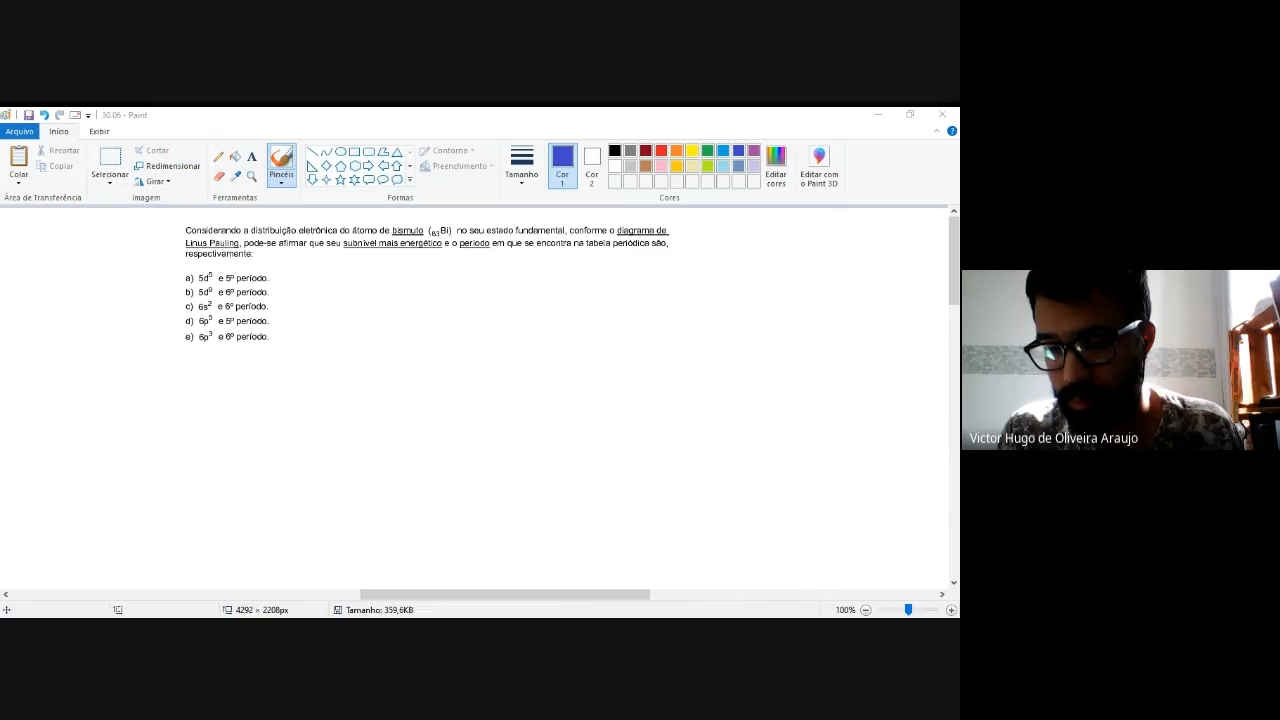 30.06 - Paint
Arquivo Início Exibir
Colar
Recortar
Copiar
Área de Transferência
Selecionar
Cortar
Redimensionar
Girar
Imagem
A
Ferramentas
Pincéis
Contorno
Preenchimento
Formas
Tamanho
Cor 1
Cor 2
Editar cores
Cores
Editar com o Paint 3D
Considerando a distribuição eletrônica do átomo de bismuto (₈₃Bi) no seu estado fundamental, conforme o diagrama de
Linus Pauling, pode-se afirmar que seu subnível mais energético e o período em que se encontra na tabela periódica são,
respectivamente:
a) 5d⁵ e 5º período.
b) 5d⁹ e 6º período.
c) 6s² e 6º período.
d) 6p⁵ e 5º período.
e) 6p³ e 6º período.
Victor Hugo de Oliveira Araujo
4292 × 2208px
Tamanho: 359,6KB
100%